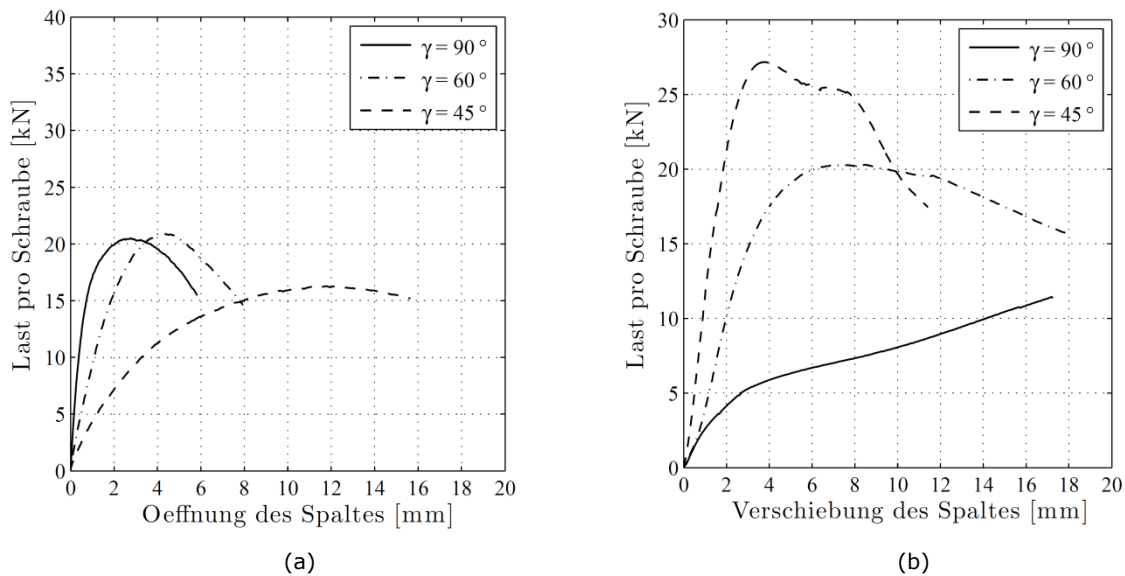 40
35
30
25
20
15
10
5
0
Last pro Schraube [kN]
γ = 90 °
γ = 60 °
γ = 45 °
0 2 4 6 8 10 12 14 16 18 20
Oeffnung des Spaltes [mm]
(a)
30
25
20
15
10
5
0
Last pro Schraube [kN]
γ = 90 °
γ = 60 °
γ = 45 °
0 2 4 6 8 10 12 14 16 18 20
Verschiebung des Spaltes [mm]
(b)